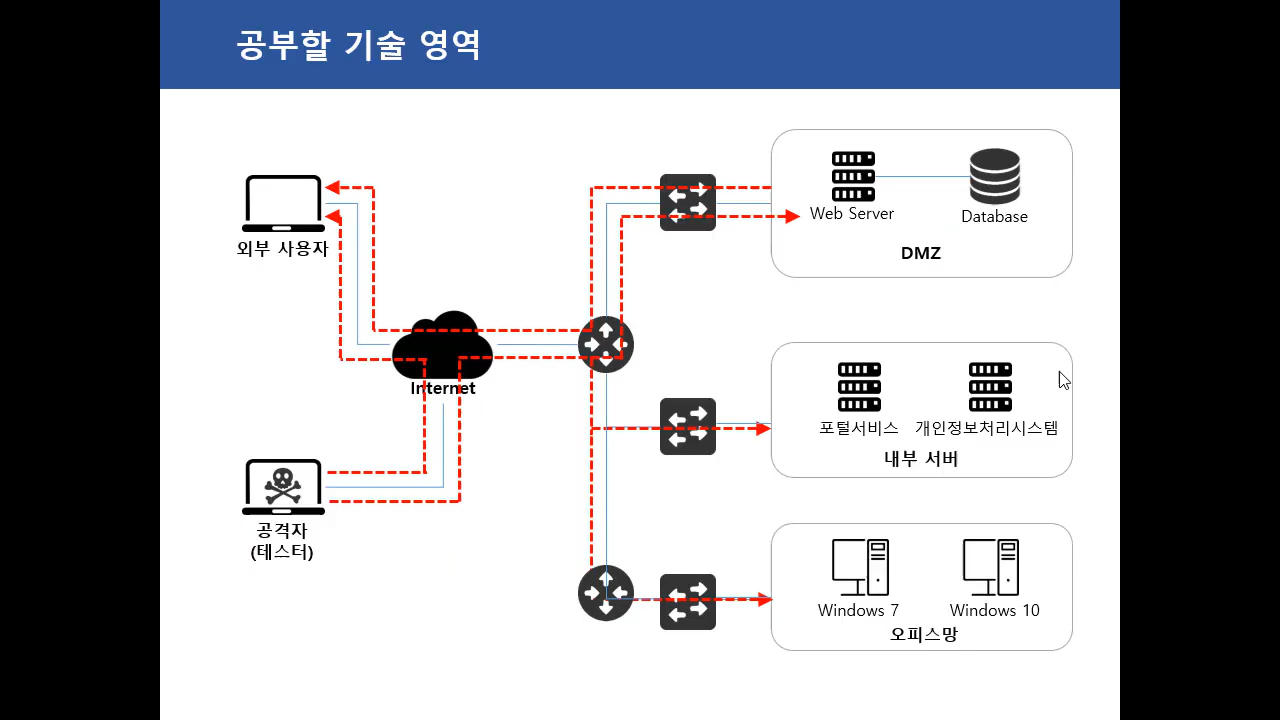 공부할 기술 영역
외부 사용자
Internet
공격자
(테스터)
Web Server
Database
DMZ
포털서비스
개인정보처리시스템
내부 서버
Windows 7
Windows 10
오피스망